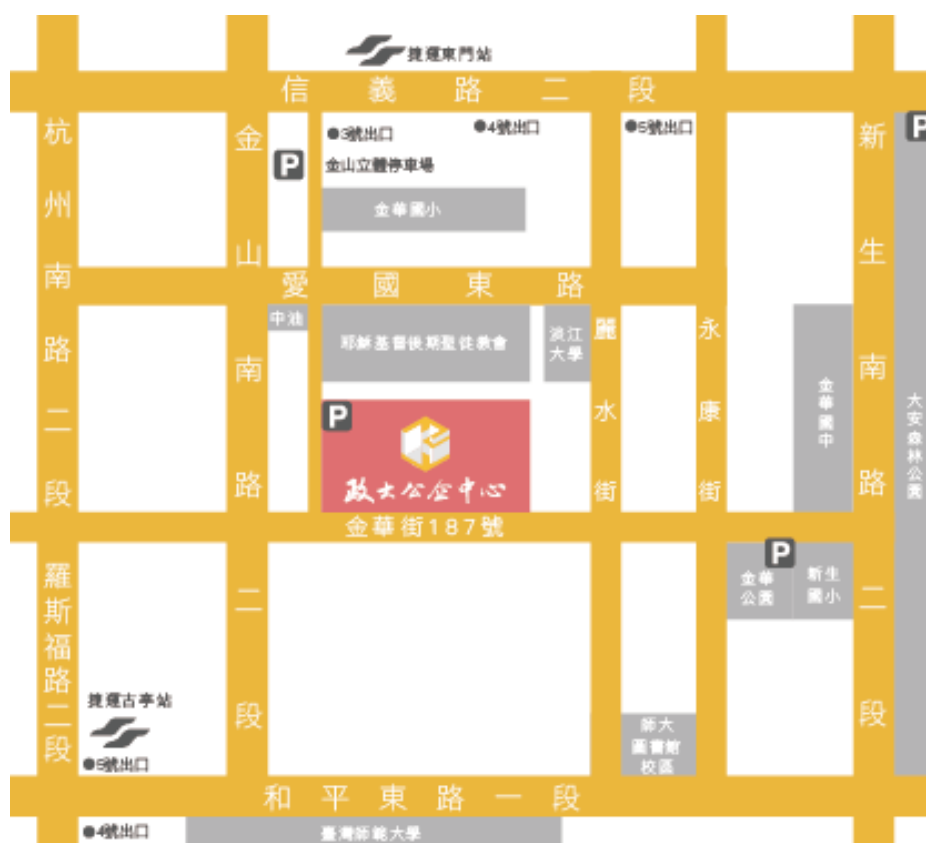 捷運東門站
信義路二段
3號出口
4號出口
5號出口
P
P
金山立體停車場
金華國小
杭州南路二段
金山南路二段
新生南路二段
愛國東路
中油
耶穌基督後期聖徒教會
淡江
大學
麗水街
永康街
金華國中
大安森林公園
P
政大公企中心
金華街187號
P
金華
公園
新生
國小
羅斯福路二段
捷運古亭站
5號出口
師大
圖書館
校區
和平東路一段
4號出口
臺灣師範大學